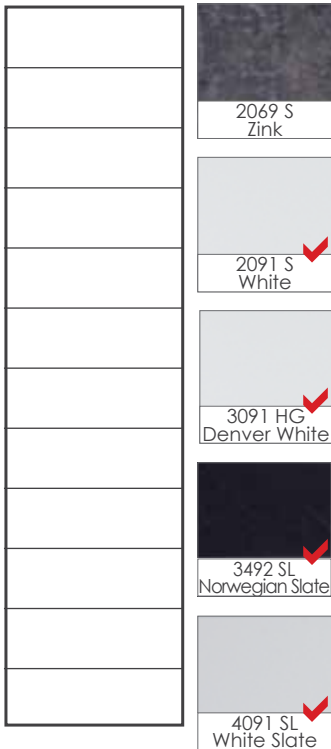 2069 S
Zink
2091 S
White
3091 HG
Denver White
3492 SL
Norwegian Slate
4091 SL
White Slate